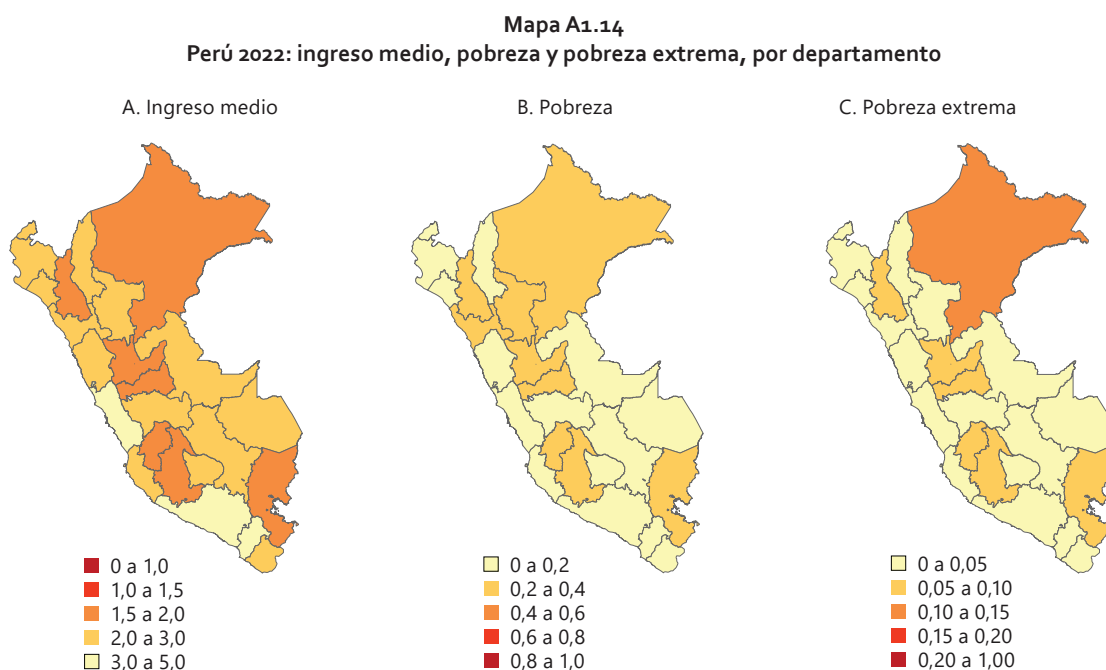 Mapa A1.14
Perú 2022: ingreso medio, pobreza y pobreza extrema, por departamento
A. Ingreso medio
B. Pobreza
C. Pobreza extrema
0 a 1,0
1,0 a 1,5
1,5 a 2,0
2,0 a 3,0
3,0 a 5,0
0 a 0,2
0,2 a 0,4
0,4 a 0,6
0,6 a 0,8
0,8 a 1,0
0 a 0,05
0,05 a 0,10
0,10 a 0,15
0,15 a 0,20
0,20 a 1,00